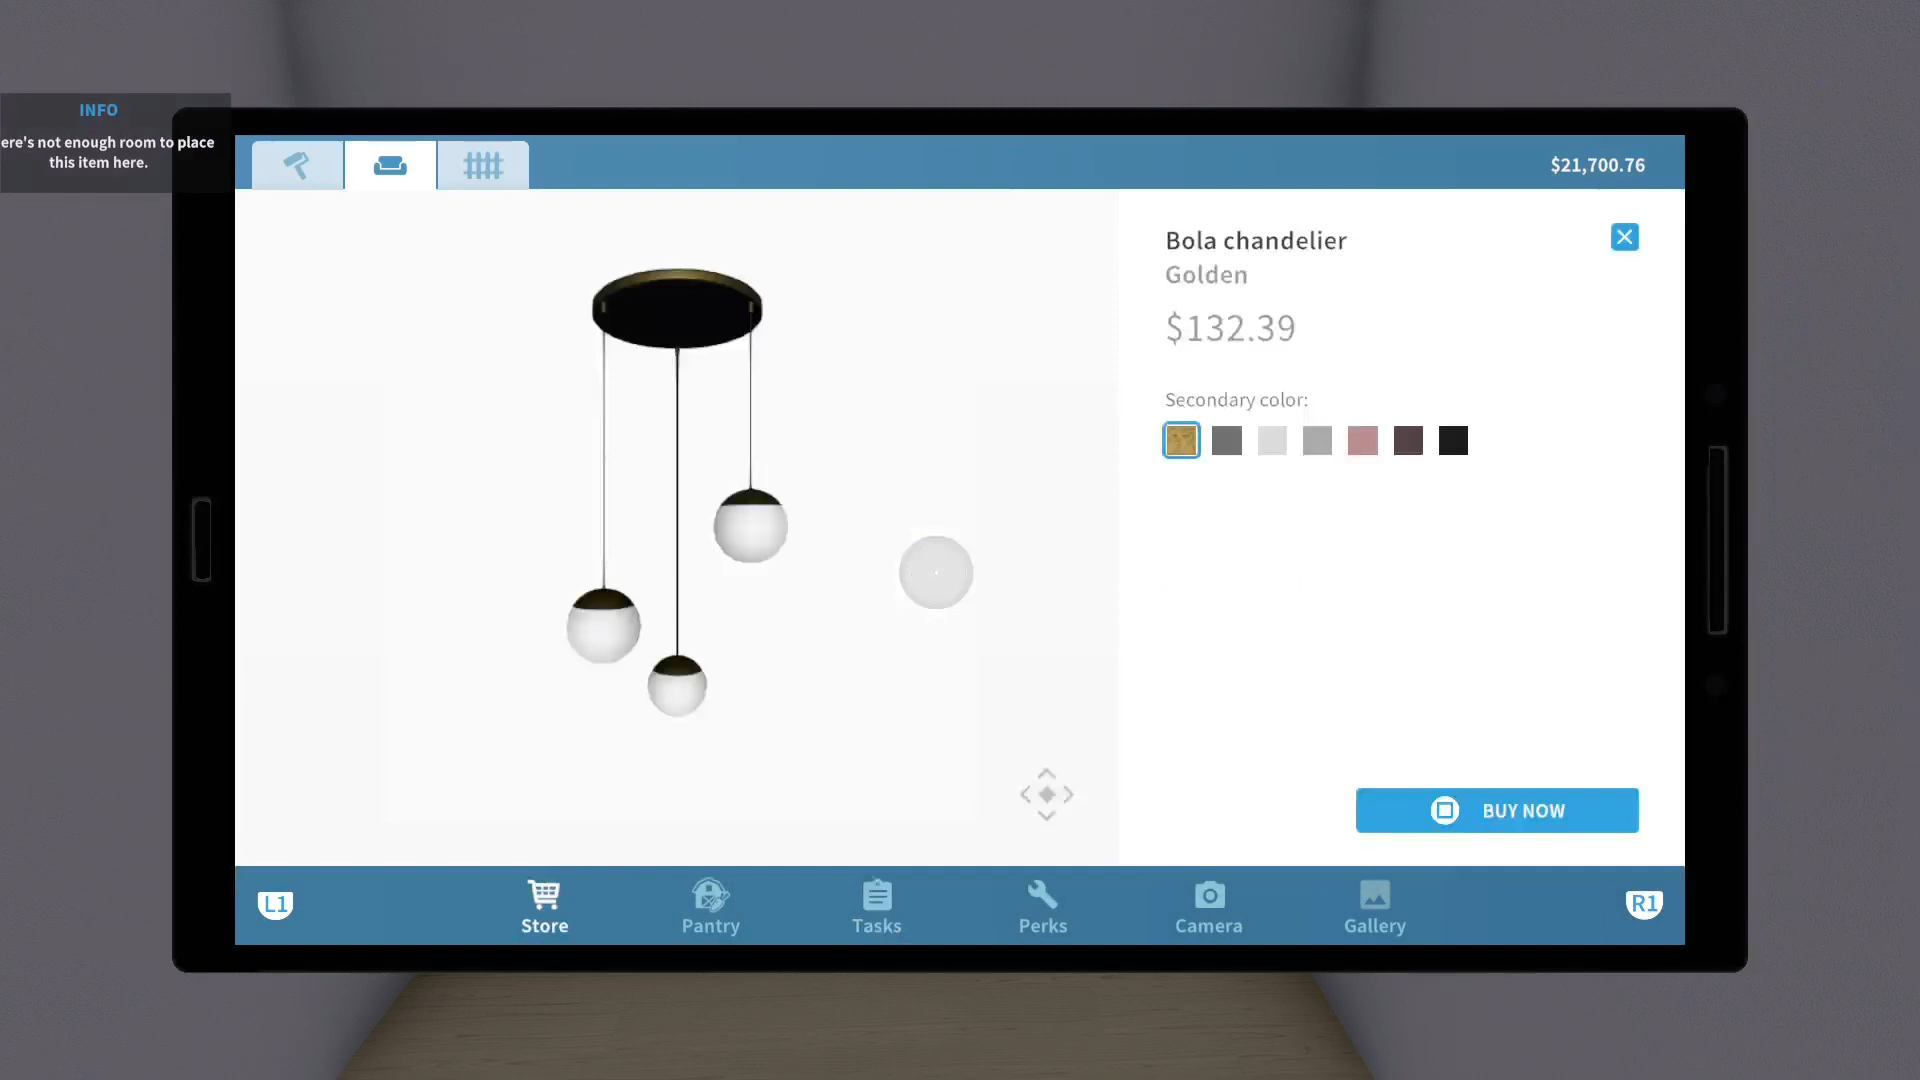 INFO
ere's not enough room to place
this item here.
$21,700.76
Bola chandelier
Golden
$132.39
Secondary color:
BUY NOW
L1
Store
Pantry
Tasks
Perks
Camera
Gallery
R1